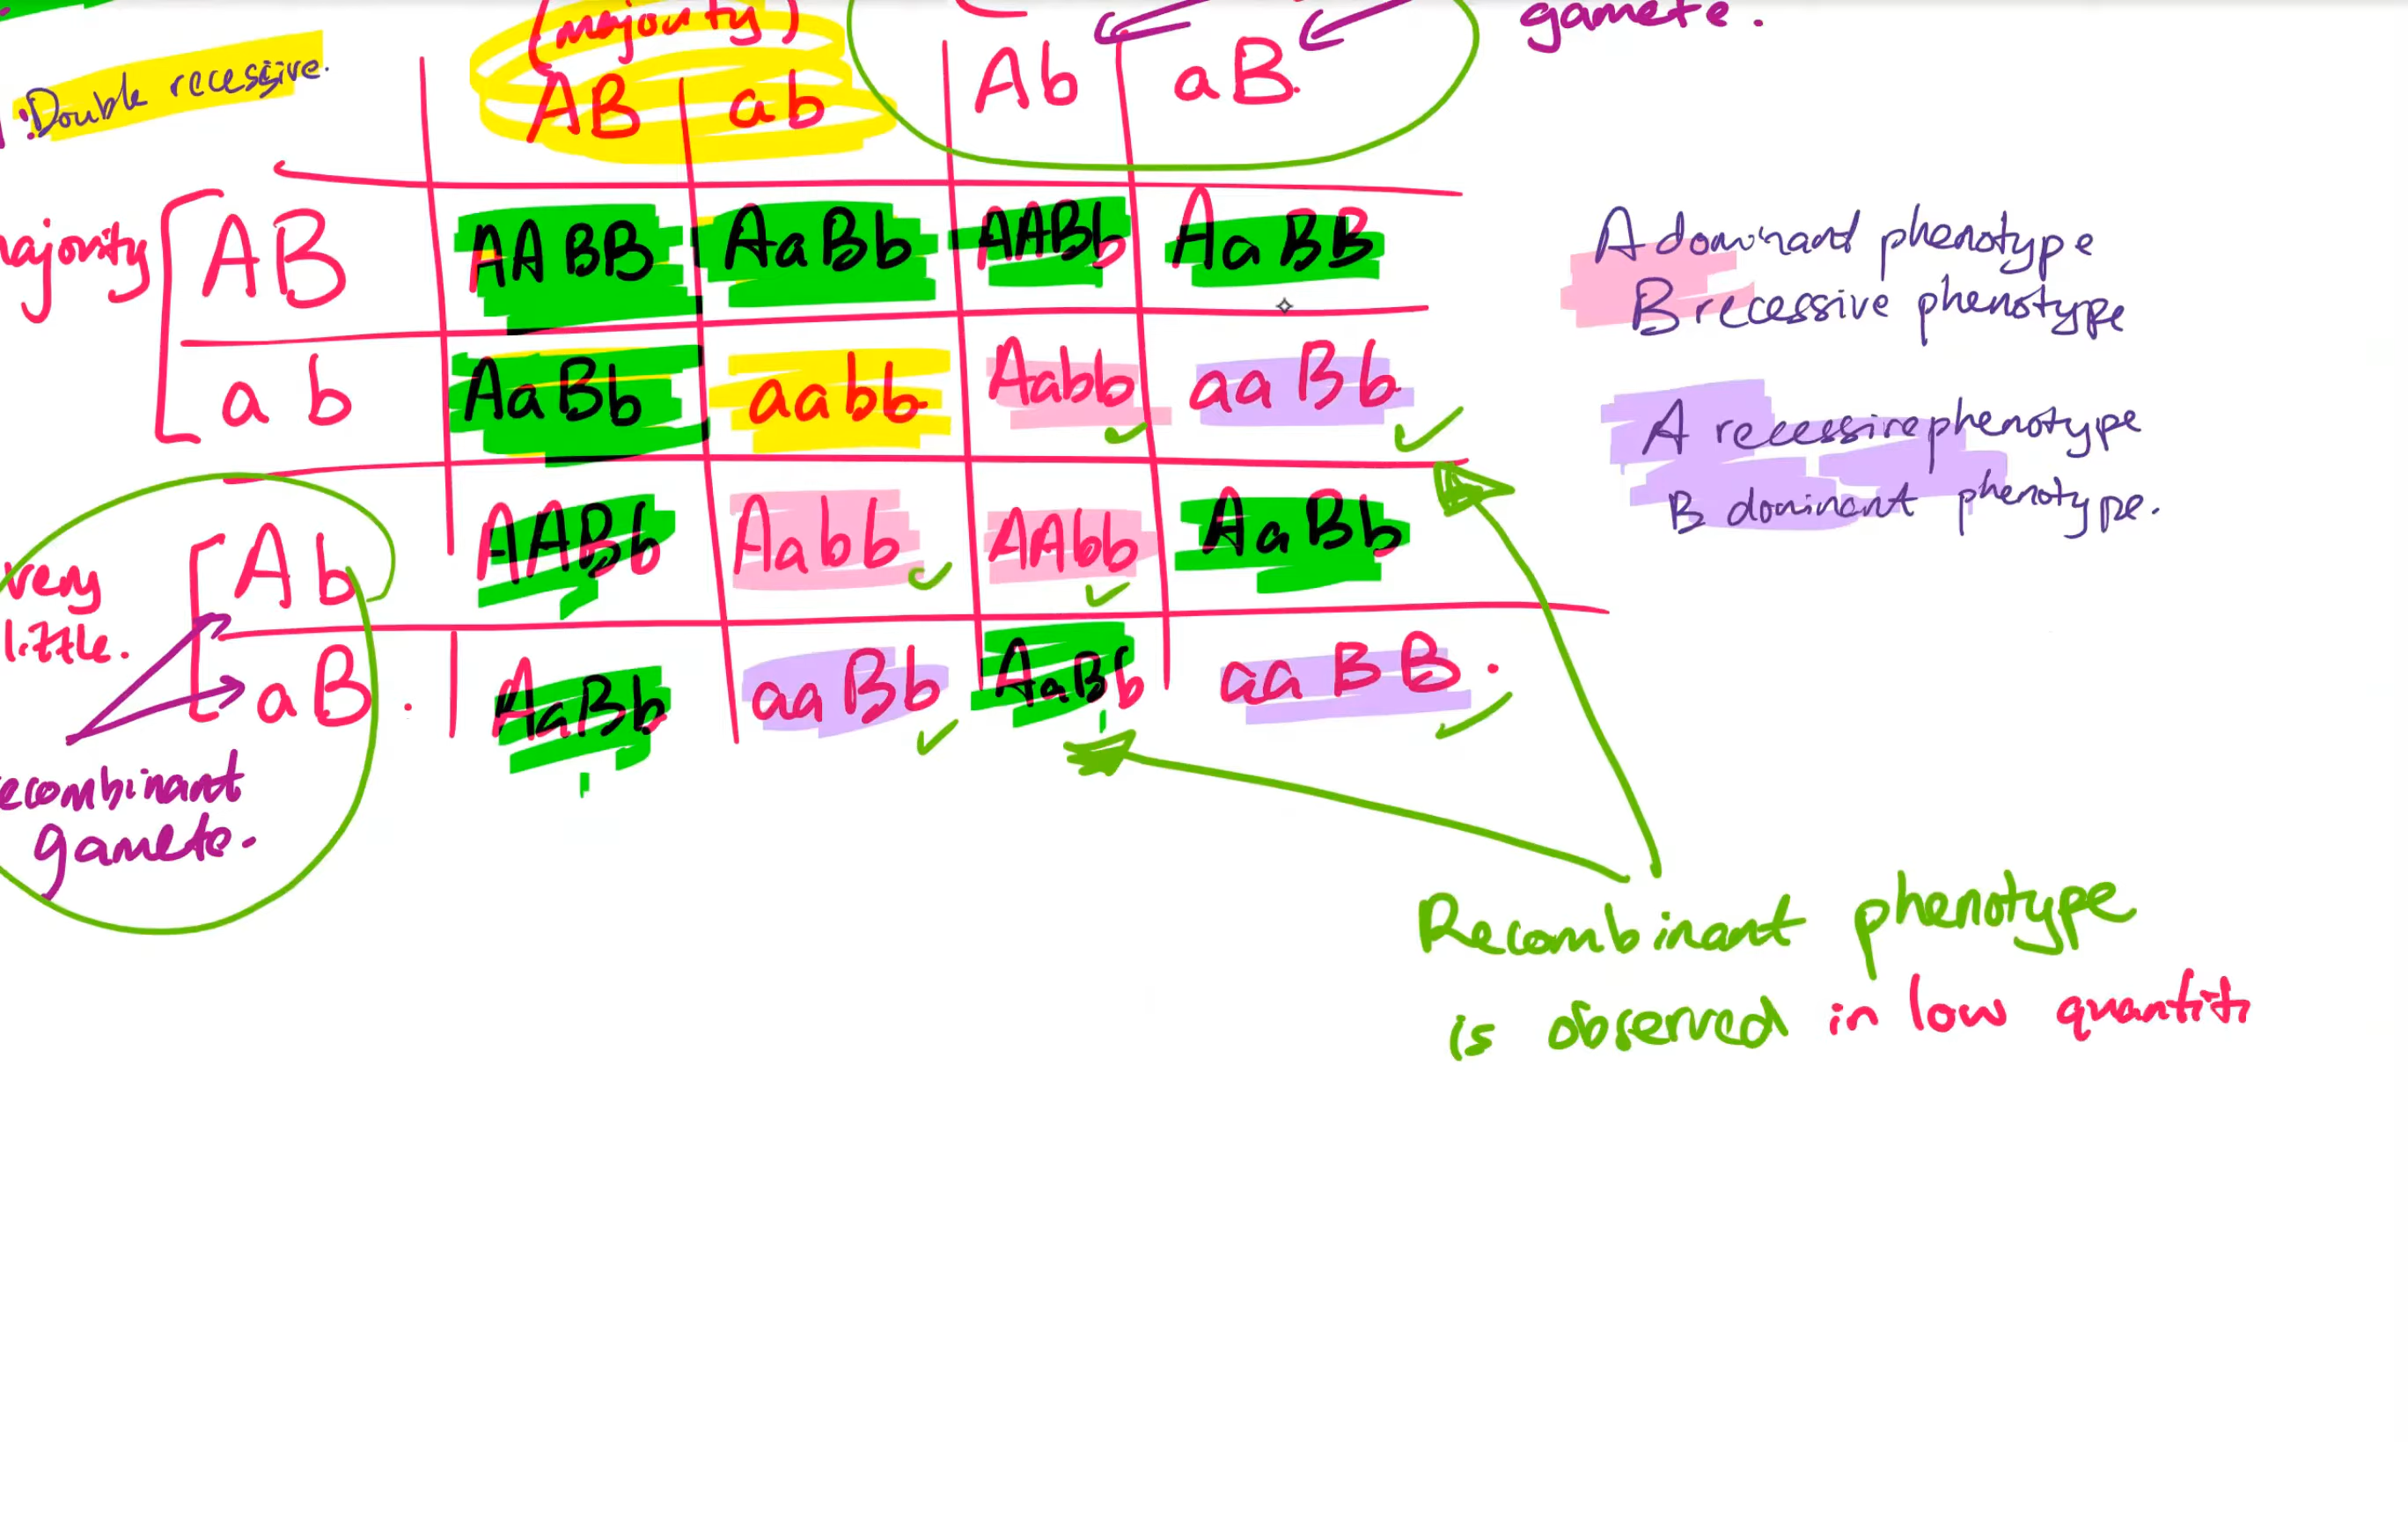 (majority)
gamete.
:Double recessive.
AB ab Ab aB.
majority
AB AABB AaBb AABb AaBB
ab AaBb aabb Aabb aaBb
Ab AABb Aabb AAbb AaBb
aB. AaBb aaBb AaBb aaBB.
very
little.
recombinant
gamete.
A dominant phenotype
B recessive phenotype
A recessive phenotype
B dominant phenotype.
Recombinant phenotype
is observed in low quantiti